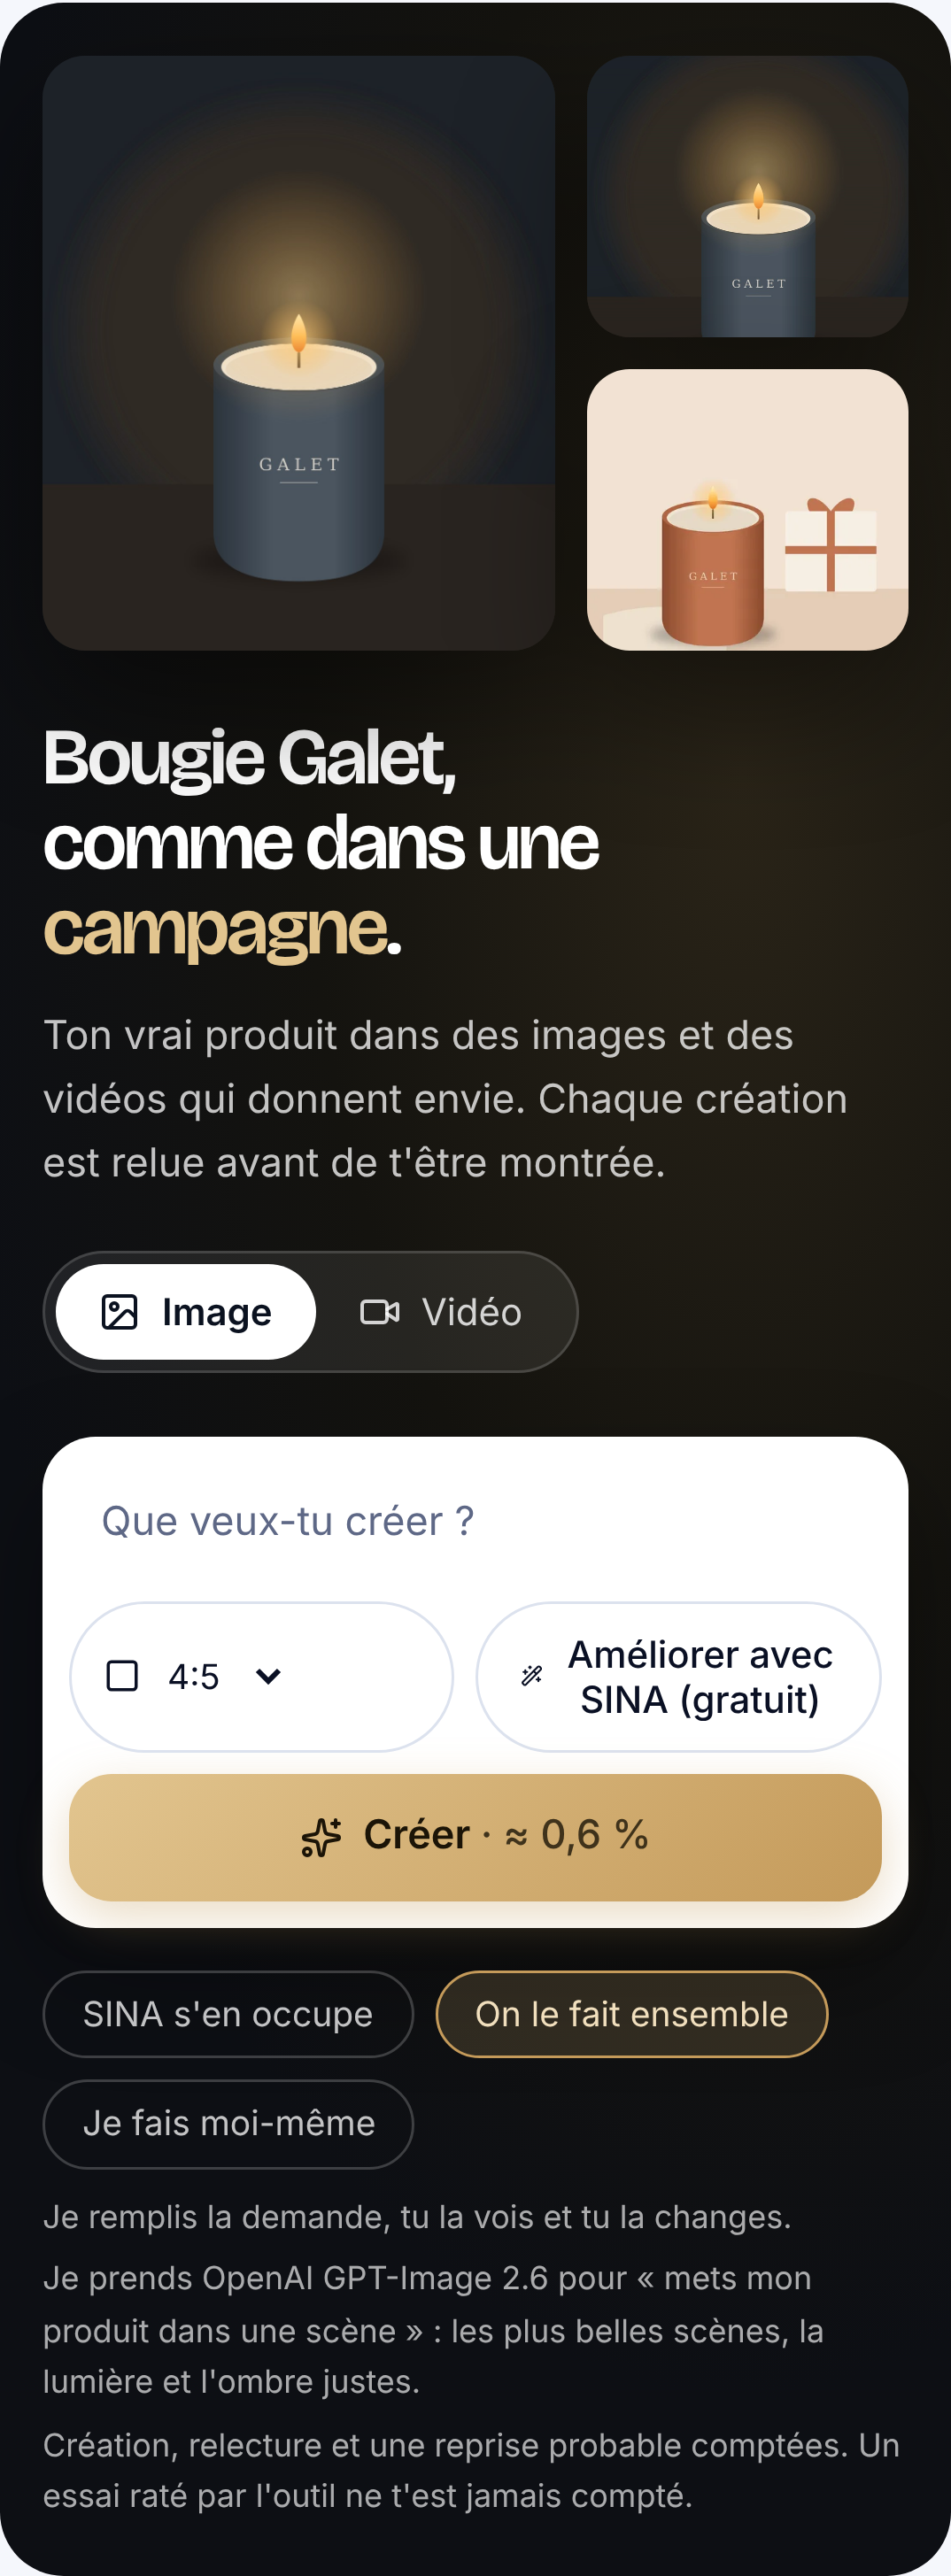 GALET
GALET
GALET
Bougie Galet,
comme dans une
campagne.
Ton vrai produit dans des images et des
vidéos qui donnent envie. Chaque création
est relue avant de t'être montrée.
Image
Vidéo
Que veux-tu créer ?
4:5
Améliorer avec
SINA (gratuit)
Créer · ≈ 0,6 %
SINA s'en occupe
On le fait ensemble
Je fais moi-même
Je remplis la demande, tu la vois et tu la changes.
Je prends OpenAI GPT-Image 2.6 pour « mets mon
produit dans une scène » : les plus belles scènes, la
lumière et l'ombre justes.
Création, relecture et une reprise probable comptées. Un
essai raté par l'outil ne t'est jamais compté.